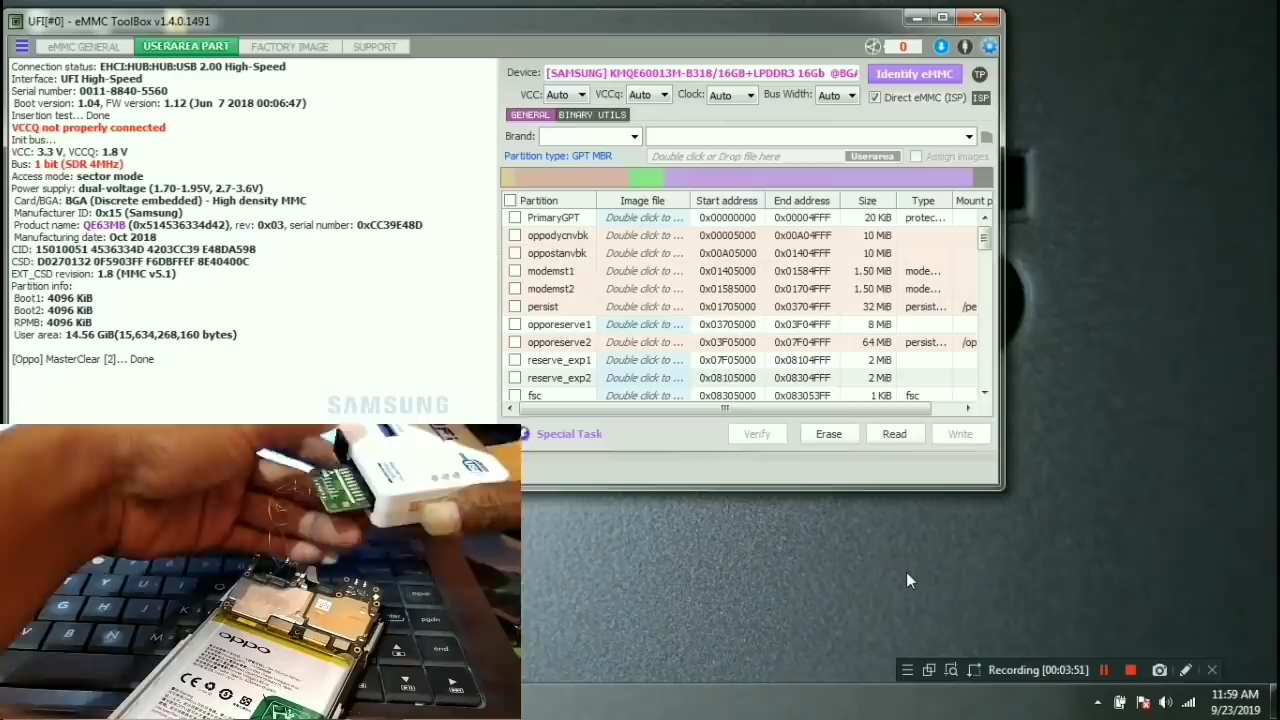 UFI[#0] - eMMC ToolBox v1.4.0.1491
eMMC GENERAL USERAREA PART FACTORY IMAGE SUPPORT 0
Connection status: EHCI:HUB:HUB:USB 2.00 High-Speed
Interface: UFI High-Speed
Serial number: 0011-8840-5560
Boot version: 1.04, FW version: 1.12 (Jun 7 2018 00:06:47)
Insertion test... Done
VCCQ not properly connected
Init bus...
VCC: 3.3 V, VCCQ: 1.8 V
Bus: 1 bit (SDR 4MHz)
Access mode: sector mode
Power supply: dual-voltage (1.70-1.95V, 2.7-3.6V)
Card/BGA: BGA (Discrete embedded) - High density MMC
Manufacturer ID: 0x15 (Samsung)
Product name: QE63MB (0x514536334d42), rev: 0x03, serial number: 0xCC39E48D
Manufacturing date: Oct 2018
CID: 15010051 4536334D 4203CC39 E48DA598
CSD: D0270132 0F5903FF F6DBFFEF 8E40400C
EXT_CSD revision: 1.8 (MMC v5.1)
Partition info:
Boot1: 4096 KiB
Boot2: 4096 KiB
RPMB: 4096 KiB
User area: 14.56 GiB(15,634,268,160 bytes)
[Oppo] MasterClear [2]... Done
SAMSUNG
Device: [SAMSUNG] KMQE60013M-B318/16GB+LPDDR3 16Gb @BGA Identify eMMC TP
VCC: Auto VCCq: Auto Clock: Auto Bus Width: Auto Direct eMMC (ISP) ISP
GENERAL BINARY UTILS
Brand:
Partition type: GPT MBR Double click or Drop file here Userarea Assign images
Partition Image file Start address End address Size Type Mount p
PrimaryGPT Double click to ... 0x00000000 0x00004FFF 20 KiB protec...
oppodycnvbk Double click to ... 0x00005000 0x00A04FFF 10 MiB
oppostanvbk Double click to ... 0x00A05000 0x01404FFF 10 MiB
modemst1 Double click to ... 0x01405000 0x01584FFF 1.50 MiB mode...
modemst2 Double click to ... 0x01585000 0x01704FFF 1.50 MiB mode...
persist Double click to ... 0x01705000 0x03704FFF 32 MiB persist... /pe
opporeserve1 Double click to ... 0x03705000 0x03F04FFF 8 MiB
opporeserve2 Double click to ... 0x03F05000 0x07F04FFF 64 MiB persist... /op
reserve_exp1 Double click to ... 0x07F05000 0x08104FFF 2 MiB
reserve_exp2 Double click to ... 0x08105000 0x08304FFF 2 MiB
fsc Double click to ... 0x08305000 0x083053FF 1 KiB fsc
Special Task Verify Erase Read Write
oppo
Recording [00:03:51]
11:59 AM
9/23/2019